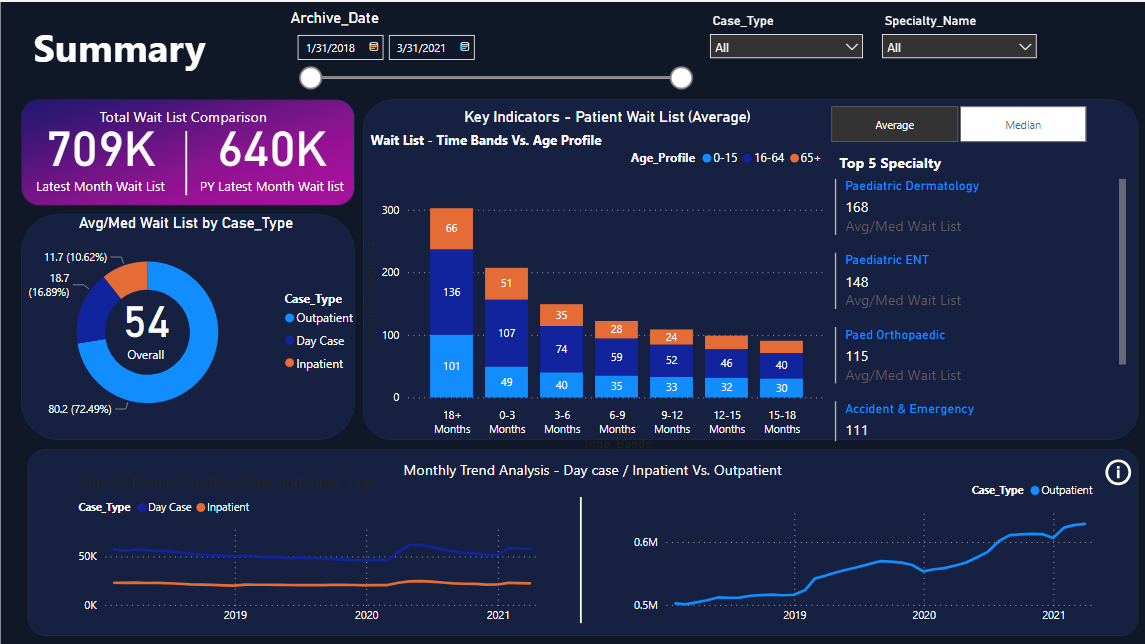 Summary
Archive_Date
1/31/2018
3/31/2021
Case_Type
All
Specialty_Name
All
Total Wait List Comparison
709K
640K
Latest Month Wait List
PY Latest Month Wait list
Avg/Med Wait List by Case_Type
11.7 (10.62%)
18.7
(16.89%)
54
Overall
80.2 (72.49%)
Case_Type
Outpatient
Day Case
Inpatient
Key Indicators - Patient Wait List (Average)
Wait List - Time Bands Vs. Age Profile
Age_Profile 0-15 16-64 65+
300
200
100
0
66
136
101
51
107
49
35
74
40
28
59
35
24
52
33
46
32
40
30
18+
Months
0-3
Months
3-6
Months
6-9
Months
9-12
Months
12-15
Months
15-18
Months
Time_Bands
Average
Median
Top 5 Specialty
Paediatric Dermatology
168
Avg/Med Wait List
Paediatric ENT
148
Avg/Med Wait List
Paed Orthopaedic
115
Avg/Med Wait List
Accident & Emergency
111
Monthly Trend Analysis - Day case / Inpatient Vs. Outpatient
Sum of Total by Archive_Date and Case_Type
Case_Type Day Case Inpatient
50K
0K
2019
2020
2021
Case_Type Outpatient
0.6M
0.5M
2019
2020
2021